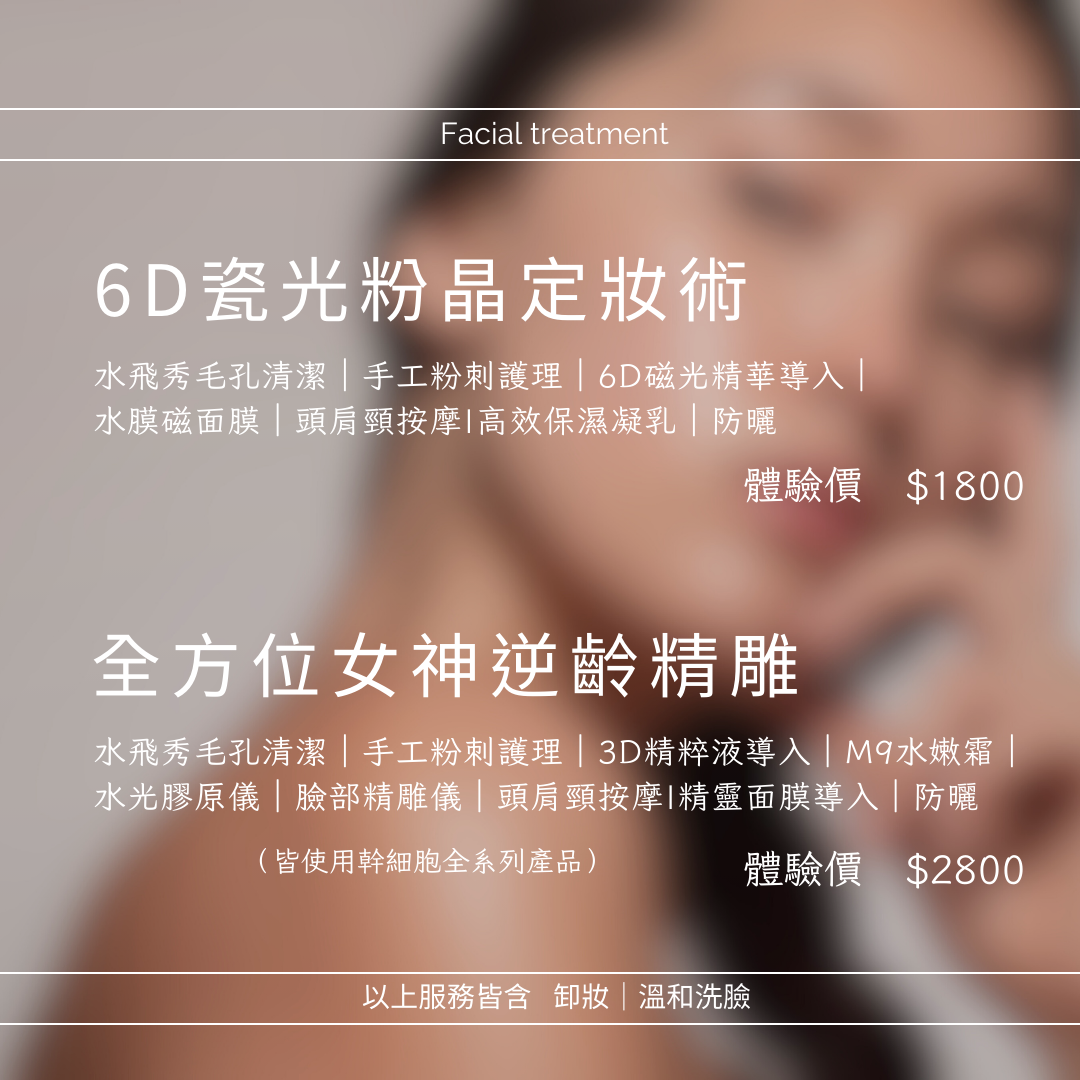 Facial treatment
6D瓷光粉晶定妝術
水飛秀毛孔清潔｜手工粉刺護理｜6D磁光精華導入｜
水膜磁面膜｜頭肩頸按摩|高效保濕凝乳｜防曬
體驗價 $1800
全方位女神逆齡精雕
水飛秀毛孔清潔｜手工粉刺護理｜3D精粹液導入｜M9水嫩霜｜
水光膠原儀｜臉部精雕儀｜頭肩頸按摩|精靈面膜導入｜防曬
（皆使用幹細胞全系列產品） 體驗價 $2800
以上服務皆含 卸妝｜溫和洗臉